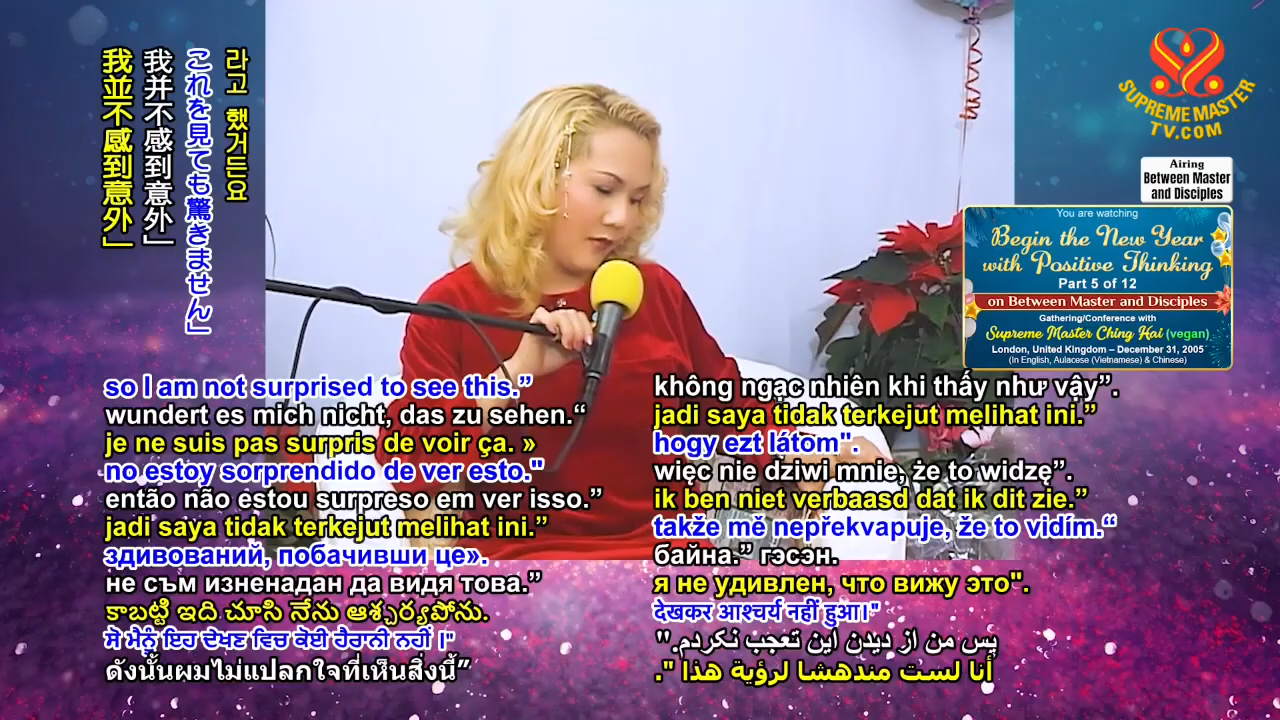 我並不感到意外」
我并不感到意外」
これを見ても驚きません」
라고 했거든요
SUPREME MASTER
TV.COM
Airing
Between Master
and Disciples
You are watching
Begin the New Year
with Positive Thinking
Part 5 of 12
on Between Master and Disciples
Gathering/Conference with
Supreme Master Ching Hai (vegan)
London, United Kingdom – December 31, 2005
(In English, Aulacese (Vietnamese) & Chinese)
so I am not surprised to see this.”
wundert es mich nicht, das zu sehen.“
je ne suis pas surpris de voir ça. »
no estoy sorprendido de ver esto."
então não estou surpreso em ver isso.”
jadi saya tidak terkejut melihat ini.”
здивований, побачивши це».
не съм изненадан да видя това.”
కాబట్టి ఇది చూసి నేను ఆశ్చర్యపోను.
ਸੋ ਮੈਨੂੰ ਇਹ ਦੇਖਣ ਵਿਚ ਕੋਈ ਹੈਰਾਨੀ ਨਹੀਂ ।"
ดังนั้นผมไม่แปลกใจที่เห็นสิ่งนี้”
không ngạc nhiên khi thấy như vậy”.
jadi saya tidak terkejut melihat ini.”
hogy ezt látom".
więc nie dziwi mnie, że to widzę”.
ik ben niet verbaasd dat ik dit zie.”
takže mě nepřekvapuje, že to vidím.“
байна.” гэсэн.
я не удивлен, что вижу это".
देखकर आश्चर्य नहीं हुआ।"
پس من از دیدن این تعجب نکردم."
أنا لست مندهشا لرؤية هذا ".